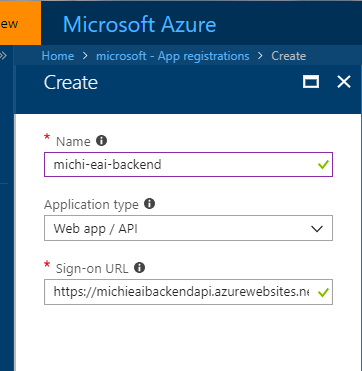 ew
Microsoft Azure
Home > microsoft - App registrations > Create
Create
* Name
michi-eai-backend
Application type
Web app / API
* Sign-on URL
https://michieaibackendapi.azurewebsites.ne